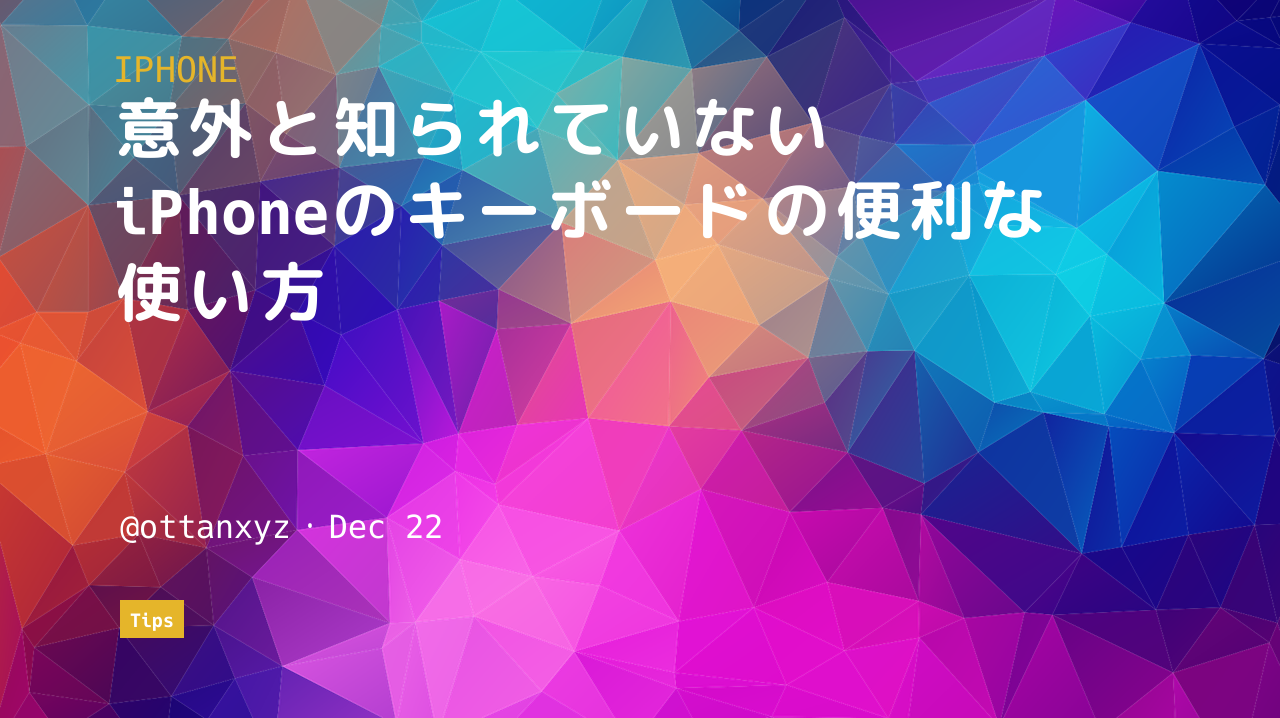 IPHONE
意外と知られていない
iPhoneのキーボードの便利な
使い方
@ottanxyz・Dec 22
Tips